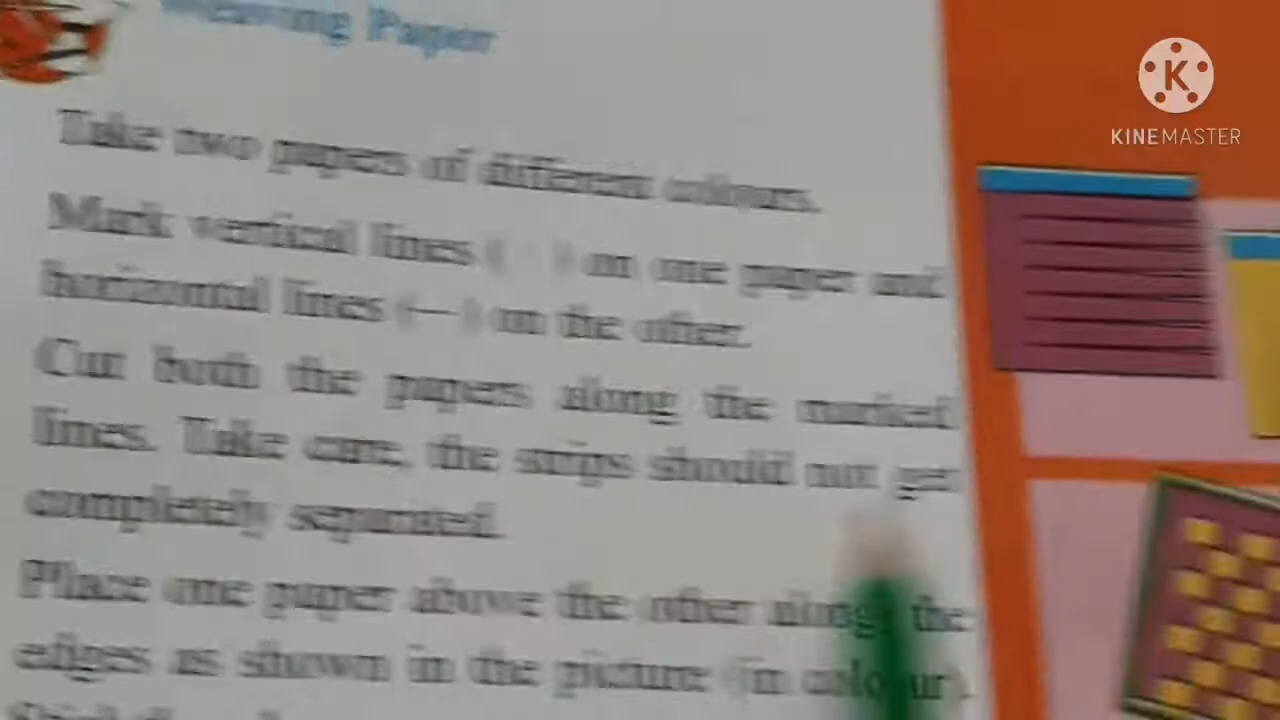 Weaving Paper
Take two papers of different colours.
Mark vertical lines ( ) on one paper and
horizontal lines (—) on the other.
Cut both the papers along the marked
lines. Take care, the strips should not get
completely separated.
Place one paper above the other along the
edges as shown in the picture (in colour).
K
KINEMASTER